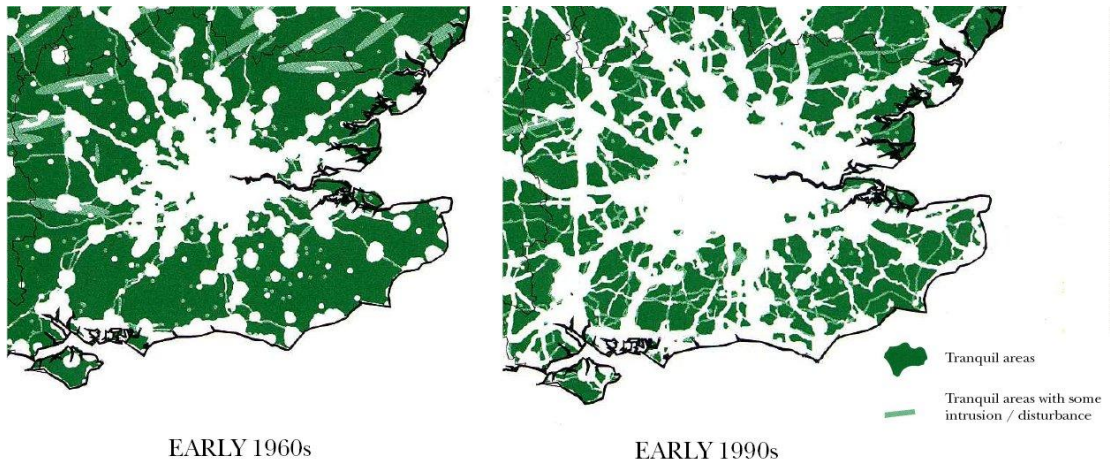 Tranquil areas
Tranquil areas with some
intrusion / disturbance
EARLY 1960s
EARLY 1990s